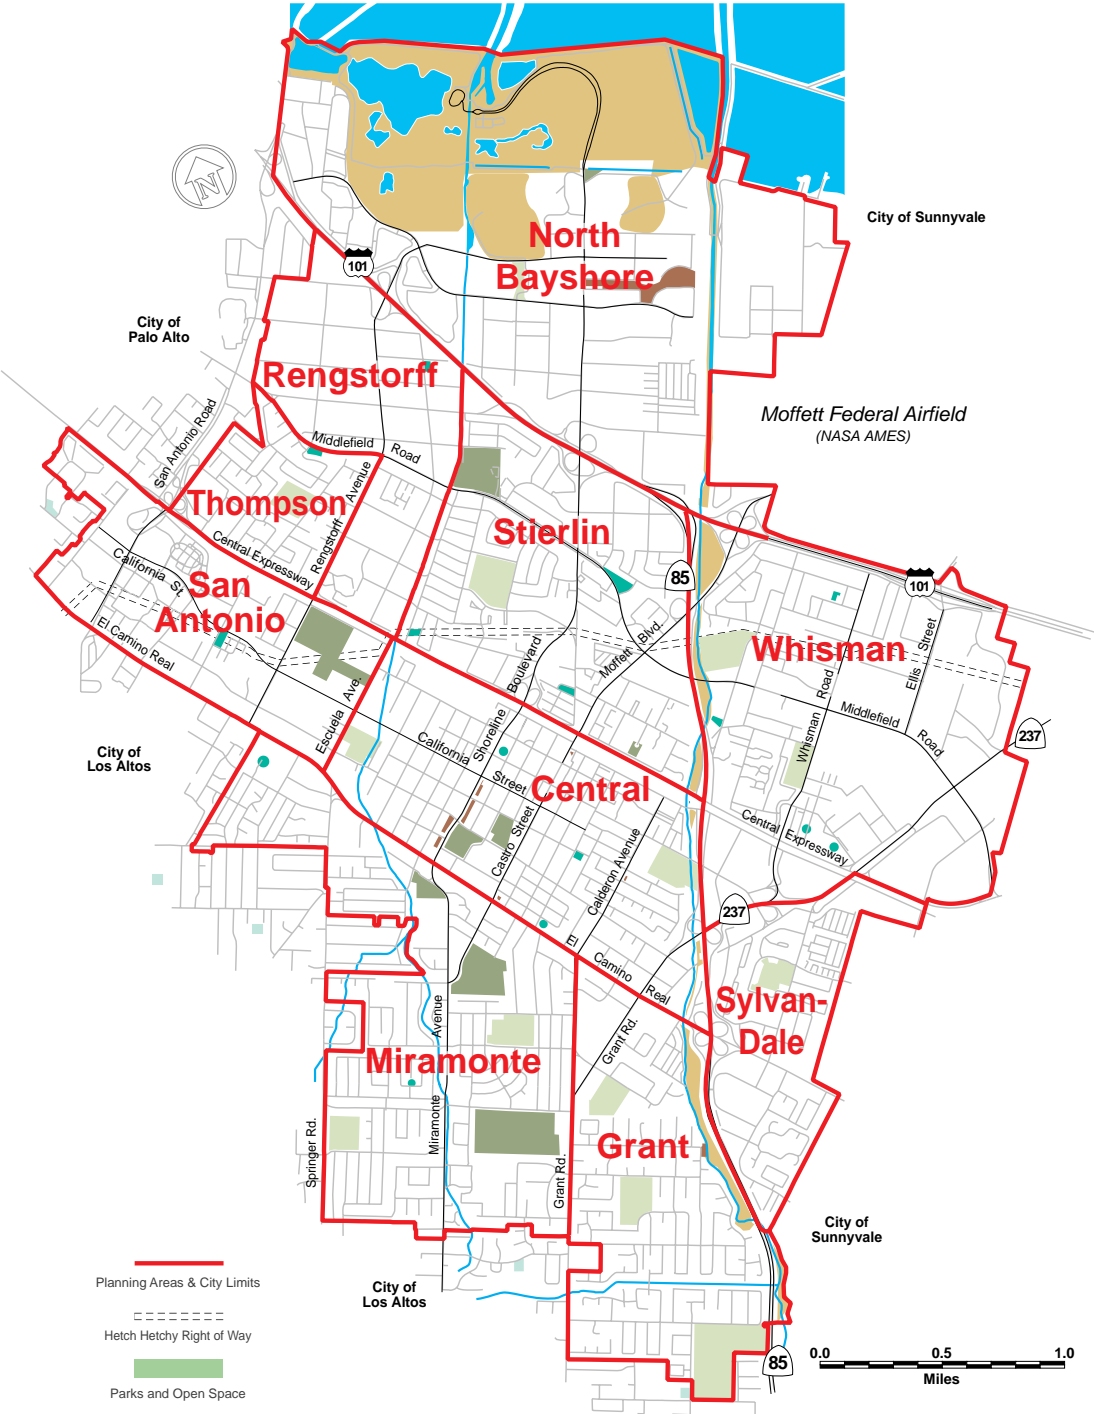 N
City of Sunnyvale
North
Bayshore
101
City of
Palo Alto
Rengstorff
Moffett Federal Airfield
(NASA AMES)
San Antonio Road
Middlefield
Road
Thompson
Rengstorff
Avenue
Stierlin
Central Expressway
California St.
San
Antonio
85
101
El Camino Real
Whisman
Moffett Blvd.
Ellis Street
Boulevard
Shoreline
Whisman Road
Middlefield
Road
237
Escuela Ave.
City of
Los Altos
California
Street
Central
Castro Street
Calderon Avenue
Central Expressway
237
El
Camino
Real
Sylvan-
Dale
Grant Rd.
Avenue
Miramonte
Miramonte
Springer Rd.
Grant Rd.
Grant
City of
Sunnyvale
City of
Los Altos
85
Planning Areas & City Limits
Hetch Hetchy Right of Way
Parks and Open Space
0.0
0.5
1.0
Miles